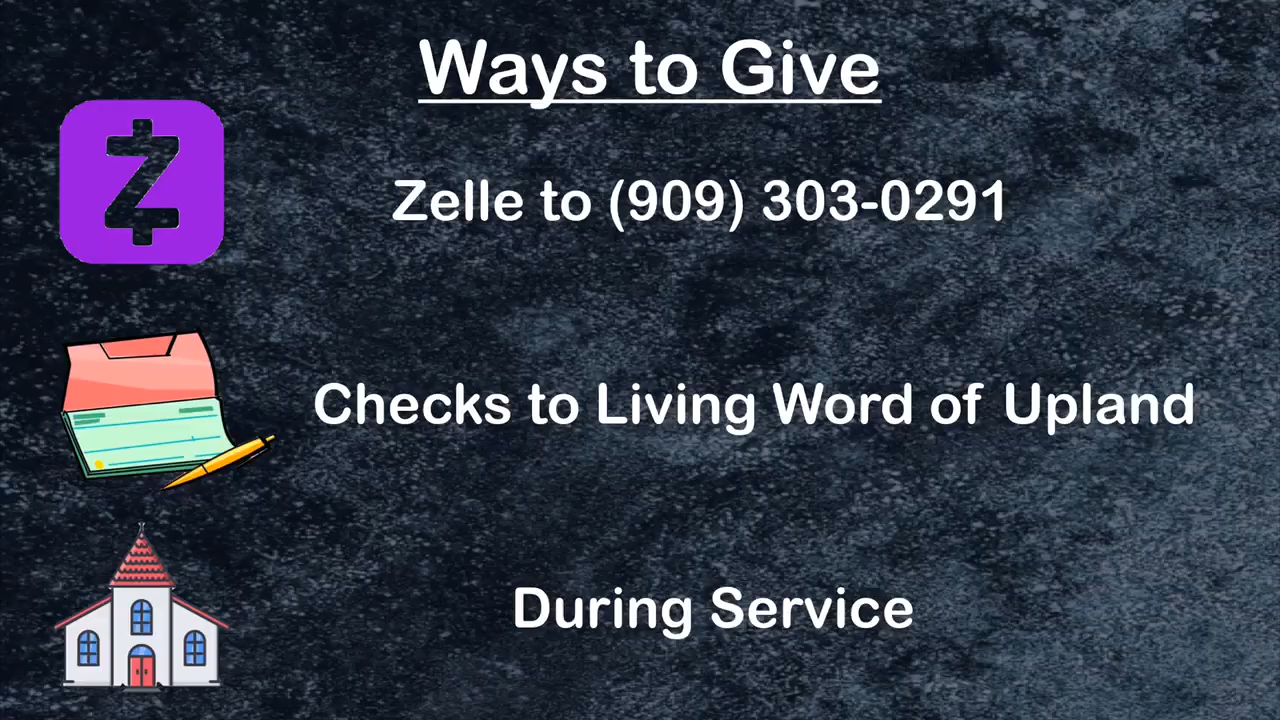 Ways to Give
Zelle to (909) 303-0291
Checks to Living Word of Upland
During Service